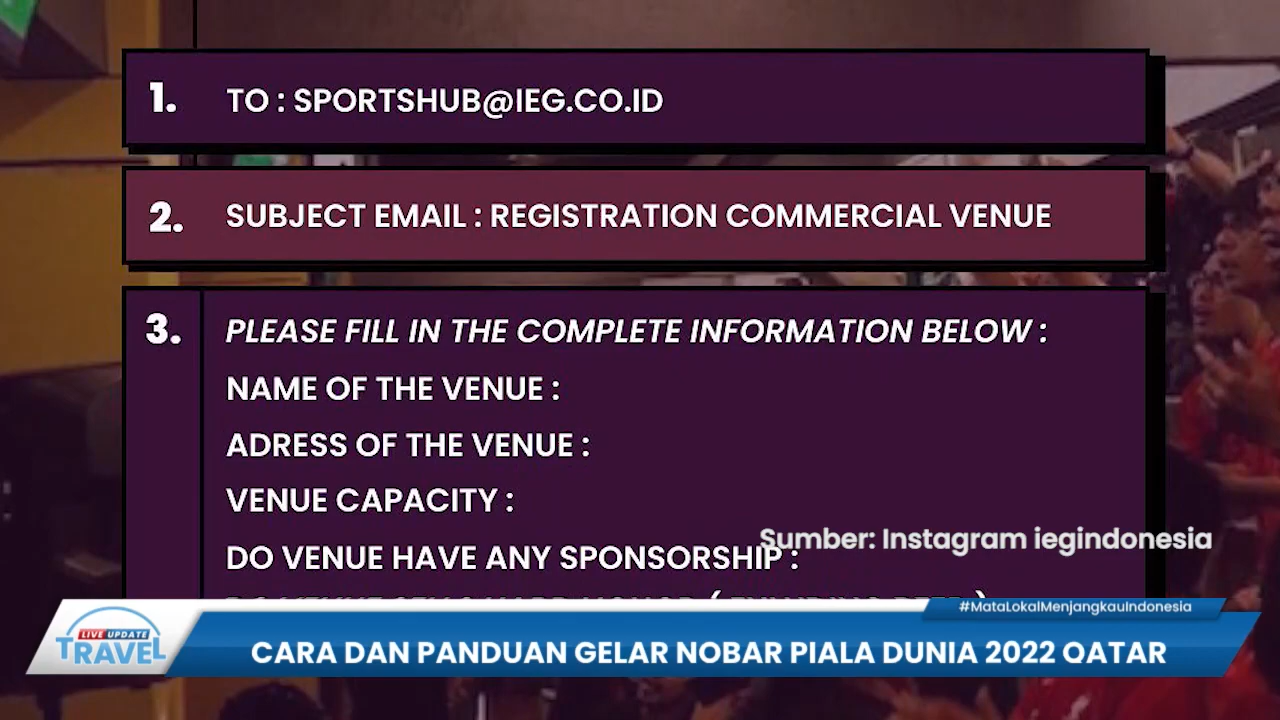 1. TO : SPORTSHUB@IEG.CO.ID
2. SUBJECT EMAIL : REGISTRATION COMMERCIAL VENUE
3. PLEASE FILL IN THE COMPLETE INFORMATION BELOW :
NAME OF THE VENUE :
ADRESS OF THE VENUE :
VENUE CAPACITY :
Sumber: Instagram iegindonesia
DO VENUE HAVE ANY SPONSORSHIP :
#MataLokalMenjangkauIndonesia
LIVE UPDATE
TRAVEL
CARA DAN PANDUAN GELAR NOBAR PIALA DUNIA 2022 QATAR